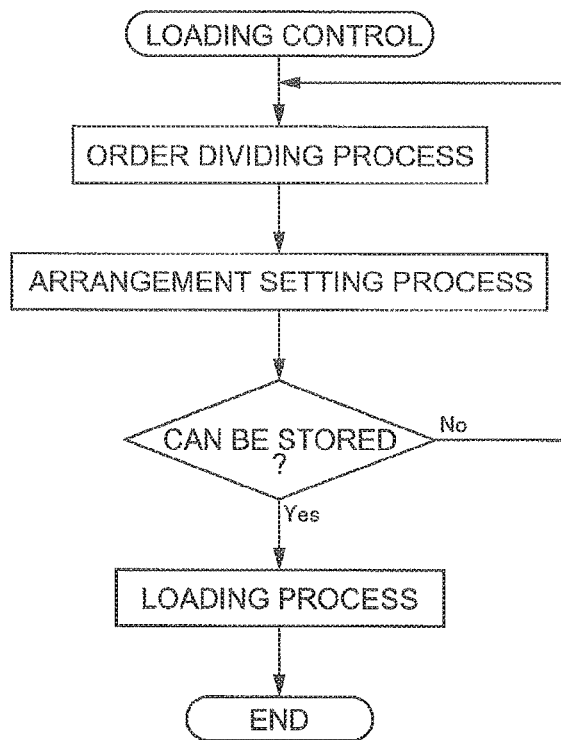 LOADING CONTROL
ORDER DIVIDING PROCESS
ARRANGEMENT SETTING PROCESS
CAN BE STORED
?
No
Yes
LOADING PROCESS
END